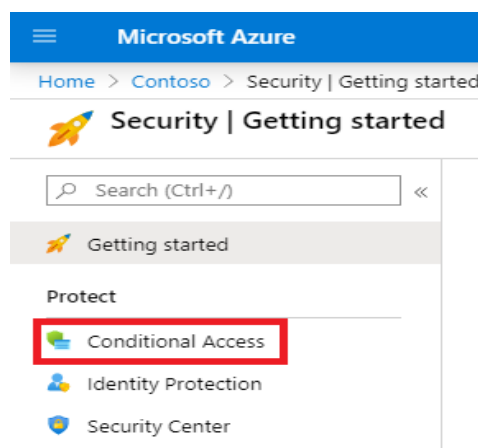 Microsoft Azure
Home > Contoso > Security | Getting started
Security | Getting started
Search (Ctrl+/)
«
Getting started
Protect
Conditional Access
Identity Protection
Security Center